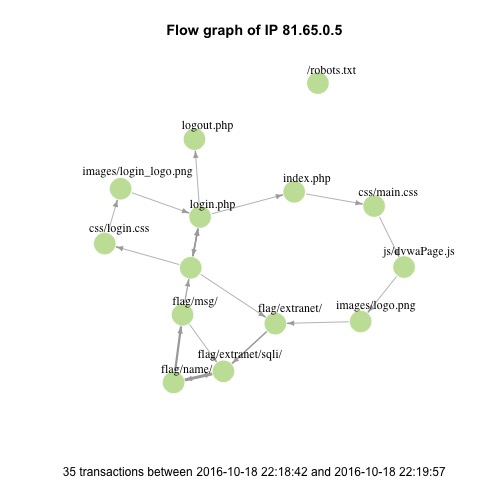 Flow graph of IP 81.65.0.5
/robots.txt
logout.php
images/login_logo.png
index.php
css/main.css
login.php
css/login.css
js/dvwaPage.js
flag/msg/
flag/extranet/
images/logo.png
flag/extranet/sqli/
flag/name/
35 transactions between 2016-10-18 22:18:42 and 2016-10-18 22:19:57